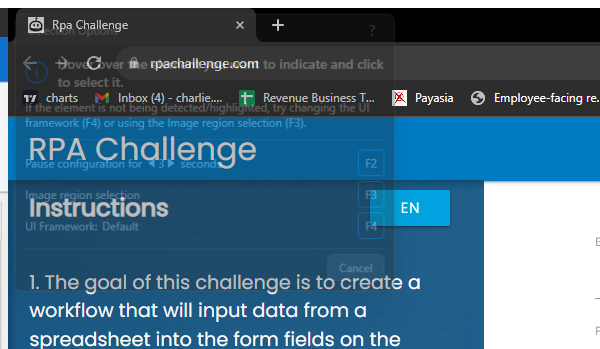 Rpa Challenge
Selection Options
?
rpachallenge.com
Hover over the element you want to indicate and click
to select it.
charts
Inbox (4) - charlie....
Revenue Business T...
Payasia
Employee-facing re.
If the element is not being detected/highlighted, try changing the UI
framework (F4) or using the Image region selection (F3).
RPA Challenge
Pause configuration for 3 seconds
F2
Image region selection
F3
Instructions
EN
UI Framework: Default
F4
Cancel
1. The goal of this challenge is to create a
workflow that will input data from a
spreadsheet into the form fields on the